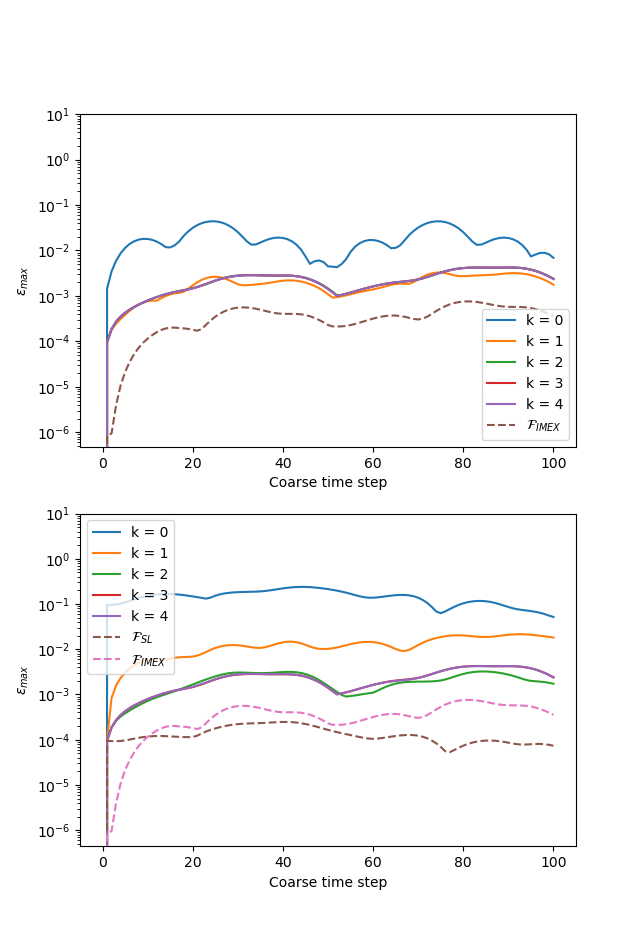 10^1
10^0
10^-1
10^-2
10^-3
10^-4
10^-5
10^-6
ε_max
k = 0
k = 1
k = 2
k = 3
k = 4
ℱ_IMEX
0 20 40 60 80 100
Coarse time step
10^1
10^0
10^-1
10^-2
10^-3
10^-4
10^-5
10^-6
ε_max
k = 0
k = 1
k = 2
k = 3
k = 4
ℱ_SL
ℱ_IMEX
0 20 40 60 80 100
Coarse time step